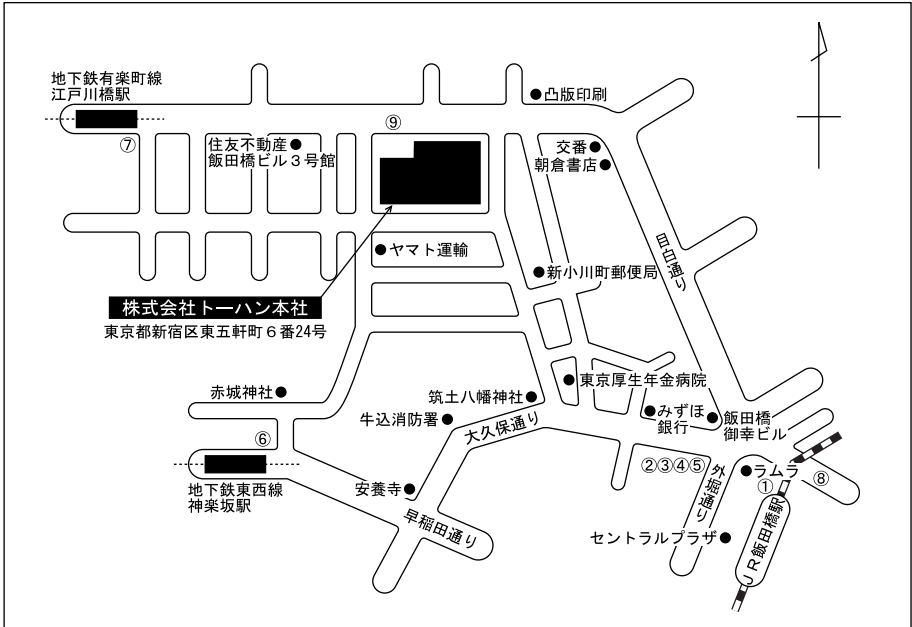 地下鉄有楽町線
江戸川橋駅
凸版印刷
⑨
⑦
住友不動産
飯田橋ビル３号館
交番
朝倉書店
目白通り
ヤマト運輸
新小川町郵便局
株式会社トーハン本社
東京都新宿区東五軒町６番24号
赤城神社
東京厚生年金病院
筑土八幡神社
牛込消防署
大久保通り
みずほ
銀行
飯田橋
御幸ビル
⑥
地下鉄東西線
神楽坂駅
②③④⑤
外堀通り
ラムラ
①
⑧
安養寺
早稲田通り
セントラルプラザ
ＪＲ飯田橋駅